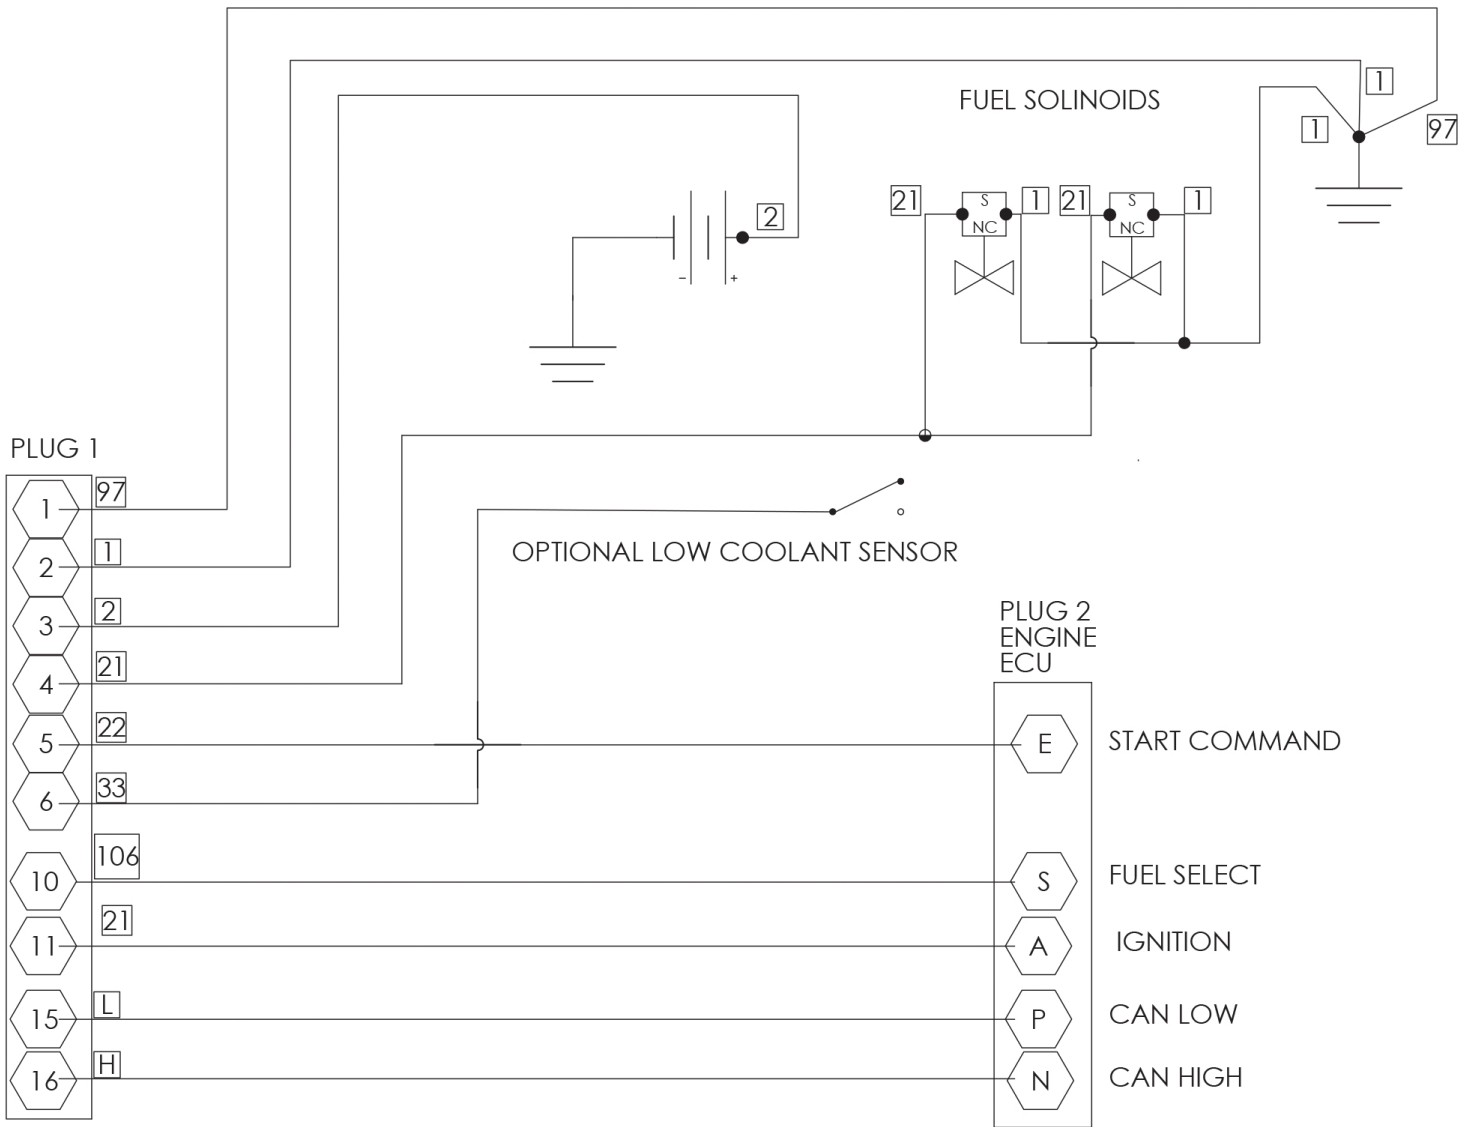 1
FUEL SOLINOIDS
1
97
21
S
NC
1
21
S
NC
1
2
-
+
PLUG 1
1
97
2
1
3
2
4
21
5
22
6
33
10
106
11
21
15
L
16
H
OPTIONAL LOW COOLANT SENSOR
PLUG 2
ENGINE
ECU
E
START COMMAND
S
FUEL SELECT
A
IGNITION
P
CAN LOW
N
CAN HIGH